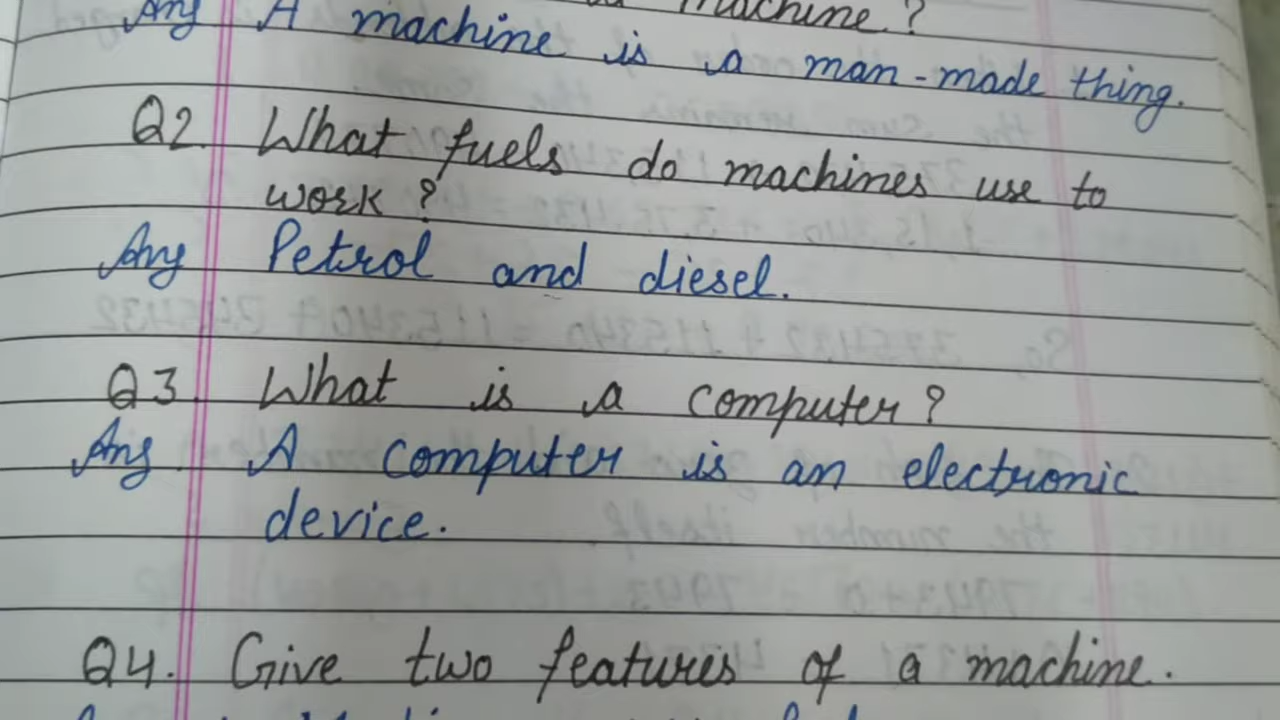 machine?
Ans A machine is a man-made thing.
Q2. What fuels do machines use to
work?
Ans Petrol and diesel.
Q3. What is a computer?
Ans A computer is an electronic
device.
Q4. Give two features of a machine.